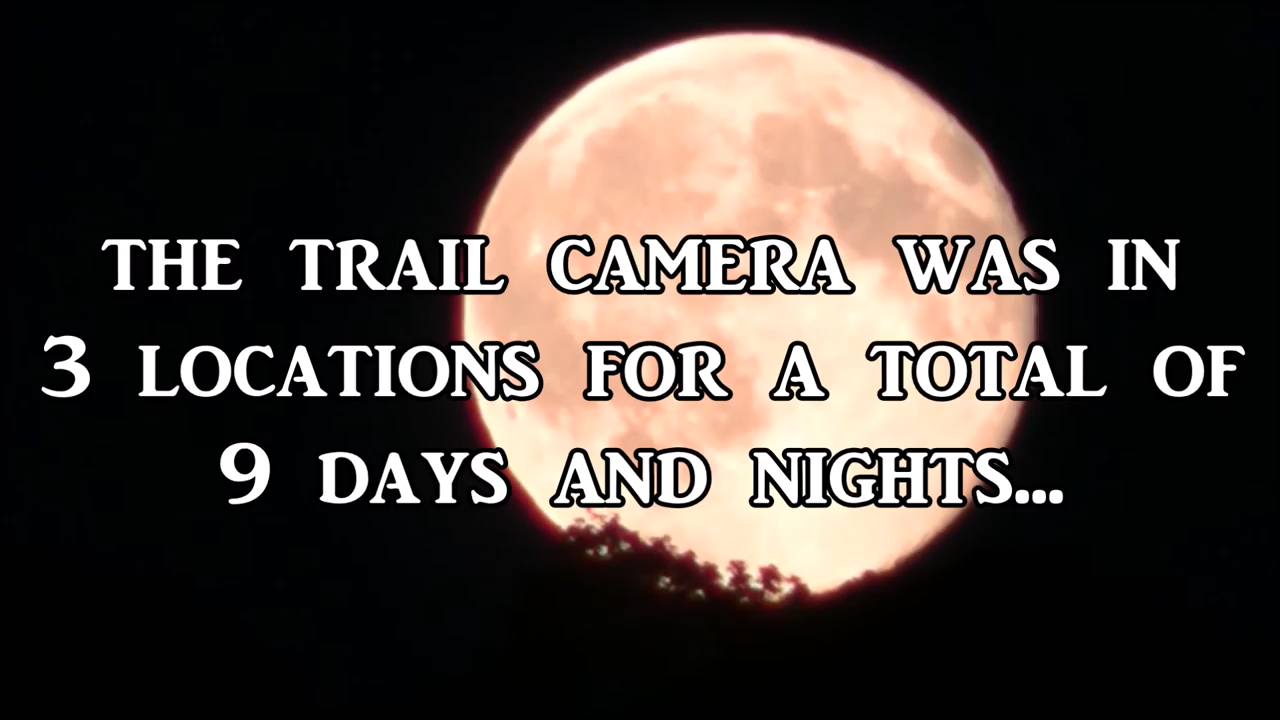 THE TRAIL CAMERA WAS IN
3 LOCATIONS FOR A TOTAL OF
9 DAYS AND NIGHTS...